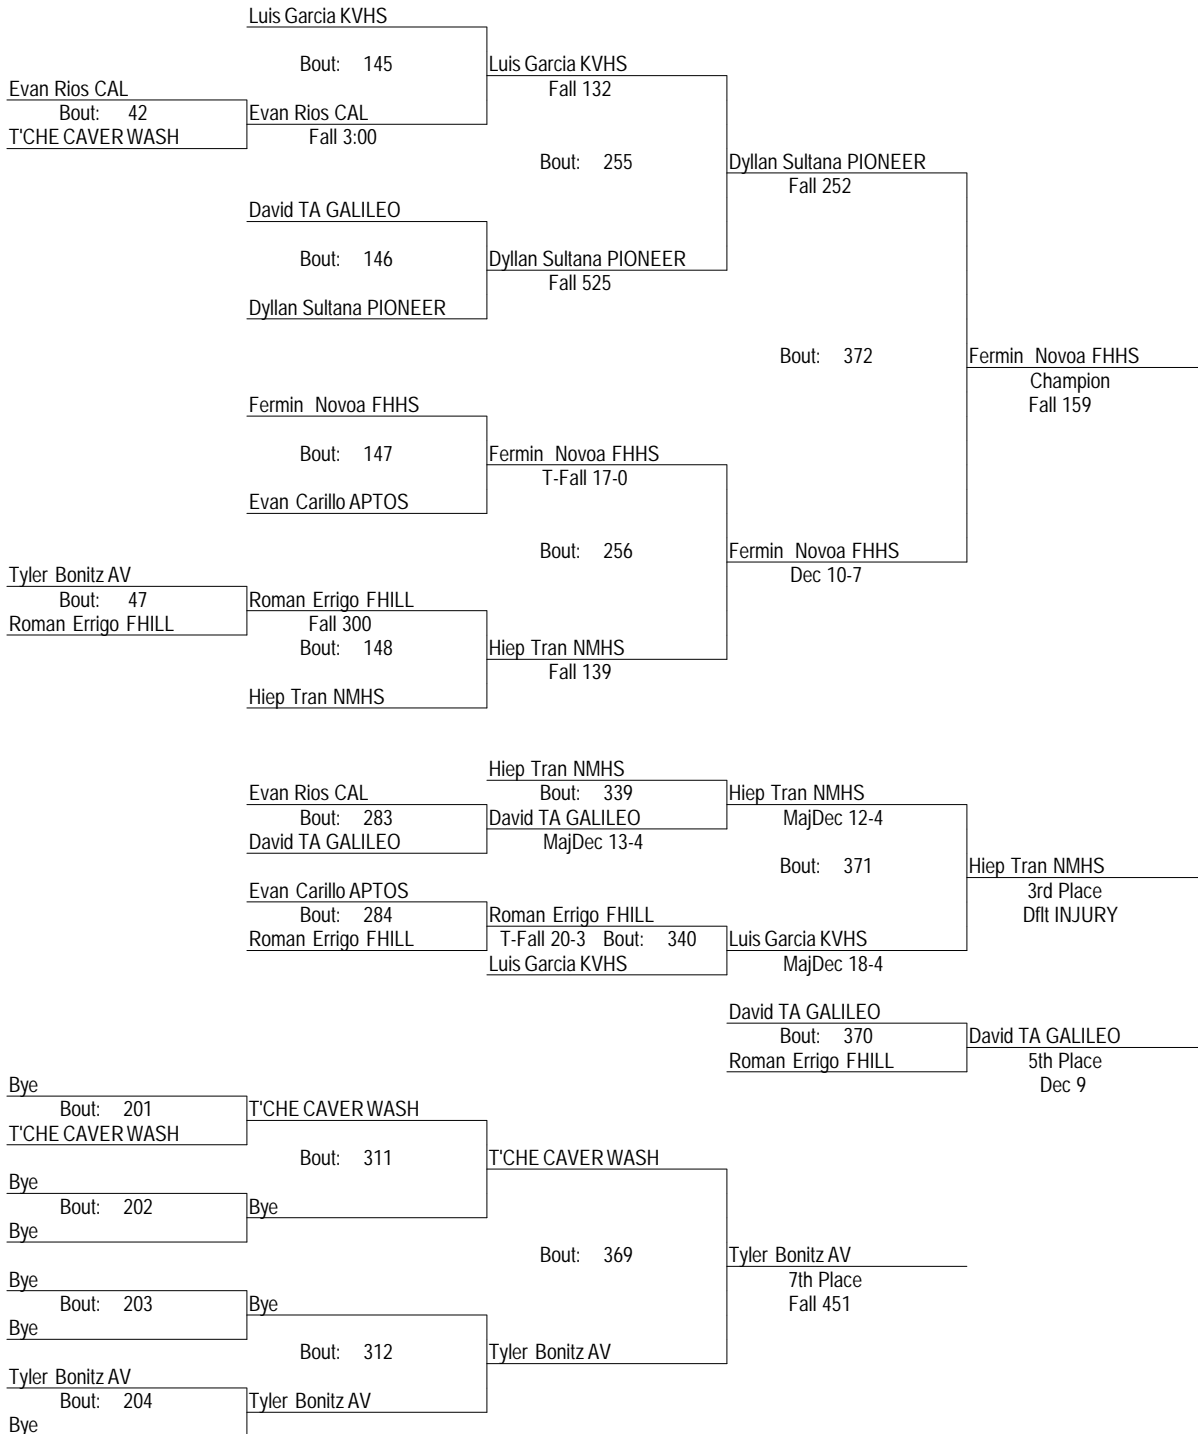 Luis Garcia KVHS
Bout: 145
Luis Garcia KVHS
Evan Rios CAL
Fall 132
Bout: 42
Evan Rios CAL
T'CHE CAVER WASH
Fall 3:00
Bout: 255
Dyllan Sultana PIONEER
Fall 252
David TA GALILEO
Bout: 146
Dyllan Sultana PIONEER
Fall 525
Dyllan Sultana PIONEER
Bout: 372
Fermin Novoa FHHS
Champion
Fermin Novoa FHHS
Fall 159
Bout: 147
Fermin Novoa FHHS
T-Fall 17-0
Evan Carillo APTOS
Bout: 256
Fermin Novoa FHHS
Tyler Bonitz AV
Dec 10-7
Bout: 47
Roman Errigo FHILL
Roman Errigo FHILL
Fall 300
Bout: 148
Hiep Tran NMHS
Fall 139
Hiep Tran NMHS
Hiep Tran NMHS
Evan Rios CAL
Bout: 339
Hiep Tran NMHS
Bout: 283
David TA GALILEO
MajDec 12-4
David TA GALILEO
MajDec 13-4
Bout: 371
Hiep Tran NMHS
Evan Carillo APTOS
3rd Place
Bout: 284
Roman Errigo FHILL
Dflt INJURY
Roman Errigo FHILL
T-Fall 20-3 Bout: 340
Luis Garcia KVHS
Luis Garcia KVHS
MajDec 18-4
David TA GALILEO
Bout: 370
David TA GALILEO
Roman Errigo FHILL
5th Place
Bye
Dec 9
Bout: 201
T'CHE CAVER WASH
T'CHE CAVER WASH
Bout: 311
T'CHE CAVER WASH
Bye
Bout: 202
Bye
Bye
Bout: 369
Tyler Bonitz AV
Bye
7th Place
Bout: 203
Bye
Fall 451
Bye
Bout: 312
Tyler Bonitz AV
Tyler Bonitz AV
Bout: 204
Tyler Bonitz AV
Bye